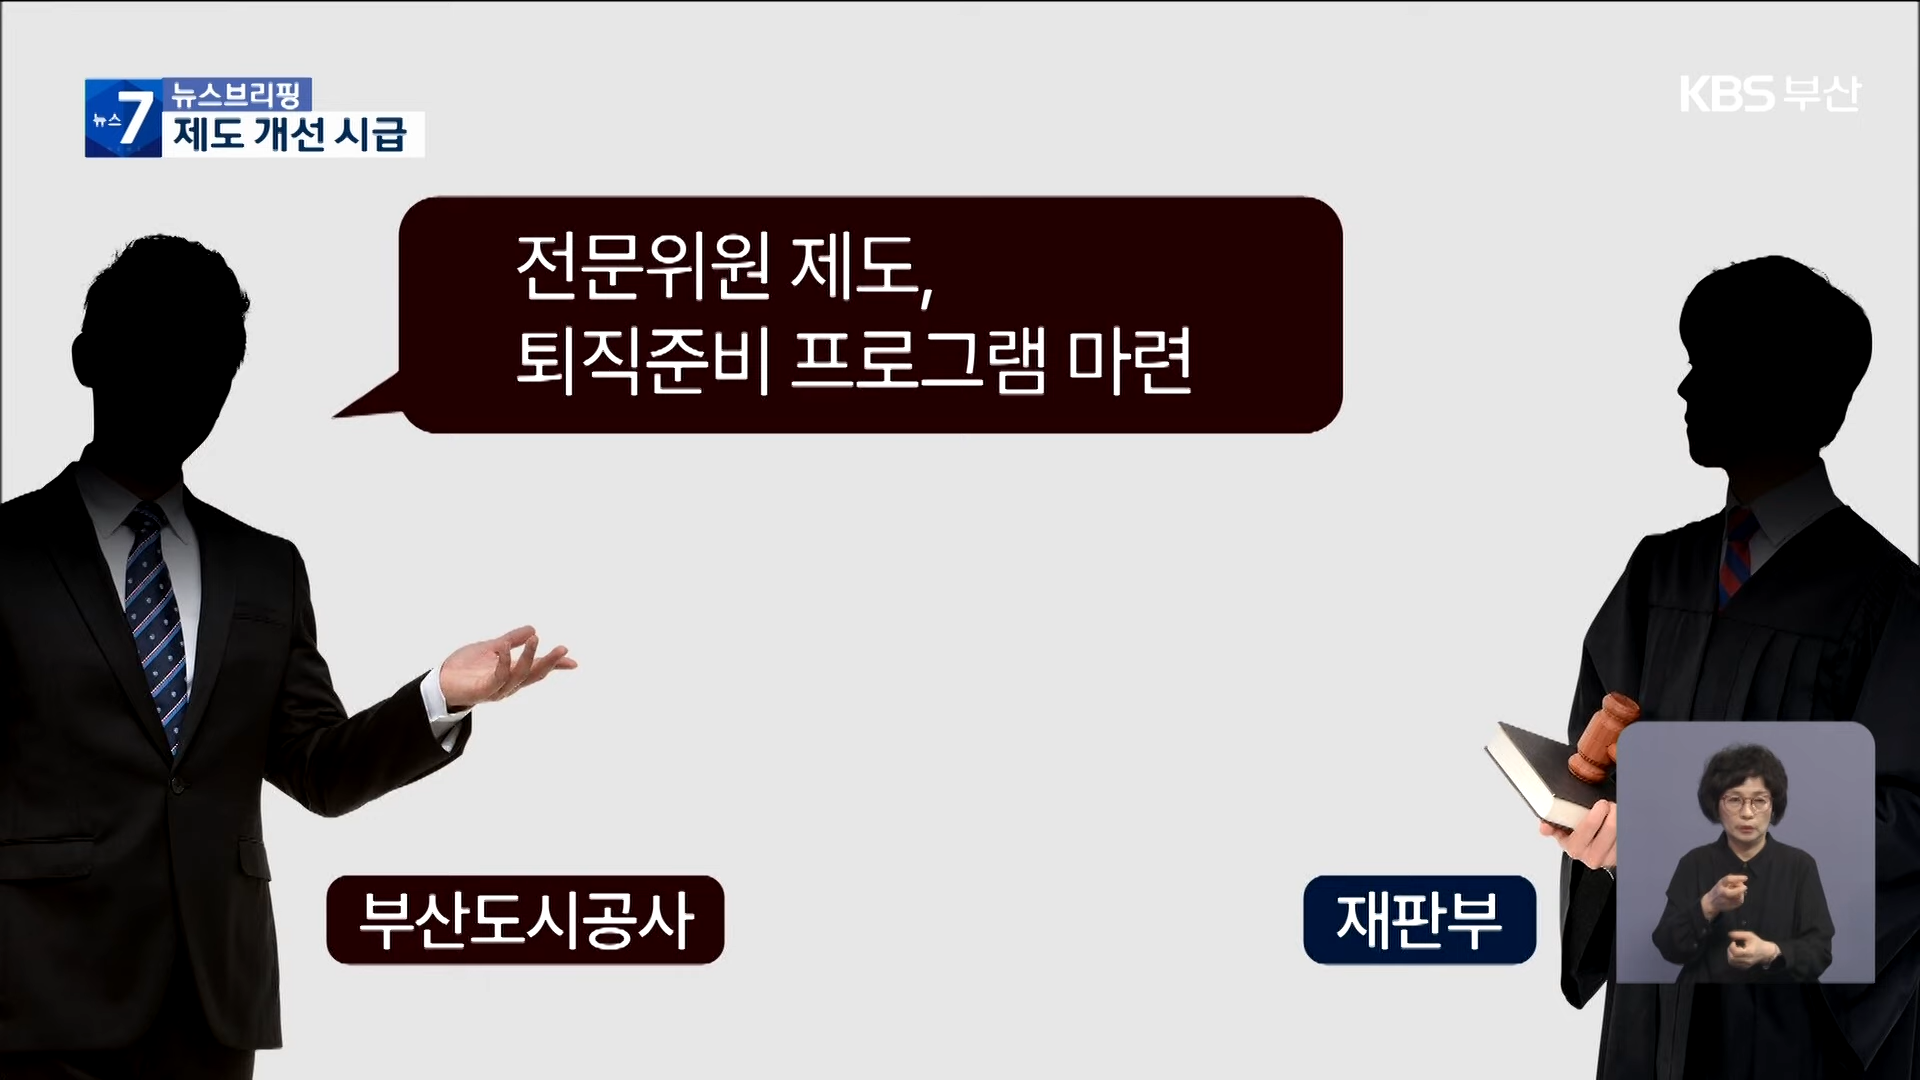 뉴스7
뉴스브리핑
제도 개선 시급
KBS 부산
전문위원 제도,
퇴직준비 프로그램 마련
부산도시공사
재판부